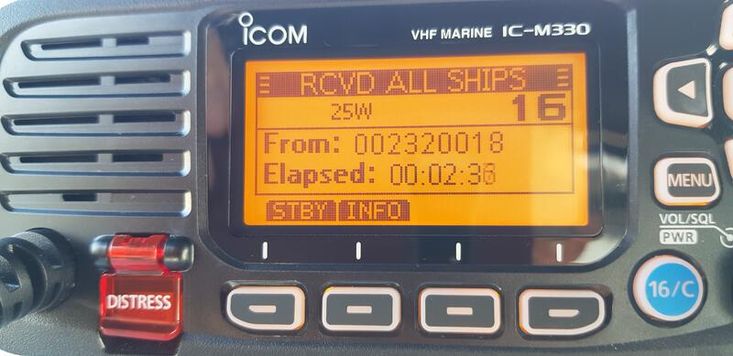 ICOM
VHF MARINE IC-M330
RCVD ALL SHIPS
25W 16
From: 002320018
Elapsed: 00:02:36
STBY INFO
MENU
VOL/SQL
PWR
DISTRESS
16/C